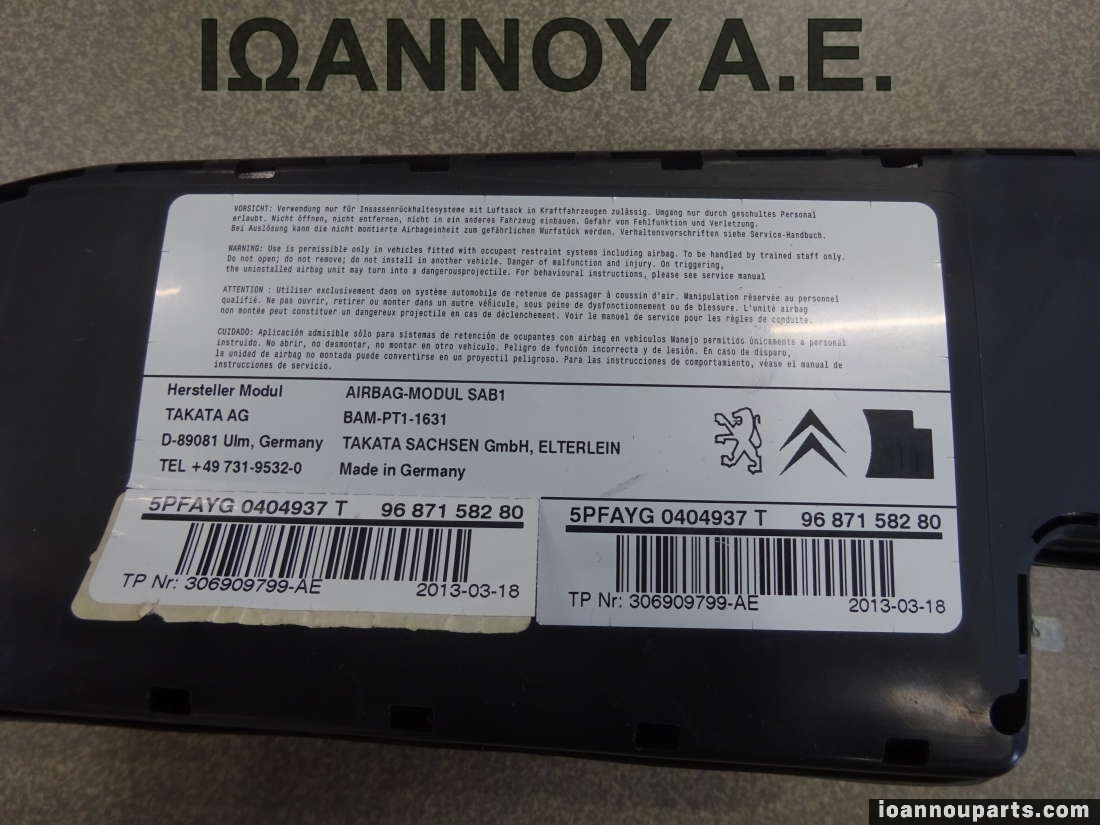 ΙΩΑΝΝΟΥ Α.Ε.
VORSICHT: Verwendung nur für Insassenrückhaltesysteme mit Luftsack in Kraftfahrzeugen zulässig. Umgang nur durch geschultes Personal
erlaubt. Nicht öffnen, nicht entfernen, nicht in ein anderes Fahrzeug einbauen. Gefahr von Fehlfunktion und Verletzung.
Bei Auslösung kann die nicht montierte Airbageinheit zum gefährlichen Wurfstück werden. Verhaltensvorschriften siehe Service-Handbuch.
WARNING: Use is permissible only in vehicles fitted with occupant restraint systems including airbag. To be handled by trained staff only.
Do not open; do not remove; do not install in another vehicle. Danger of malfunction and injury. On triggering,
the uninstalled airbag unit may turn into a dangerousprojectile. For behavioural instructions, please see service manual
ATTENTION : Utiliser exclusivement dans un système automobile de retenue de passager à coussin d'air. Manipulation réservée au personnel
qualifié. Ne pas ouvrir, retirer ou monter dans un autre véhicule, sous peine de dysfonctionnement ou de blessure. L'unité airbag
non montée peut constituer un dangereux projectile en cas de déclenchement. Voir le manuel de service pour les règles de conduite.
CUIDADO: Aplicación admisible sólo para sistemas de retención de ocupantes con airbag en vehículos Manejo permitido únicamente a personal
instruido. No abrir, no desmontar, no montar en otro vehículo. Peligro de función incorrecta y de lesión. En caso de disparo,
la unidad de airbag no montada puede convertirse en un proyectil peligroso. Para las instrucciones de comportamiento, véase el manual de
instrucciones de servicio.
Hersteller Modul AIRBAG-MODUL SAB1
TAKATA AG BAM-PT1-1631
D-89081 Ulm, Germany TAKATA SACHSEN GmbH, ELTERLEIN
TEL +49 731-9532-0 Made in Germany
5PFAYG 0404937 T 96 871 582 80
TP Nr: 306909799-AE 2013-03-18
5PFAYG 0404937 T 96 871 582 80
TP Nr: 306909799-AE 2013-03-18
ioannouparts.com